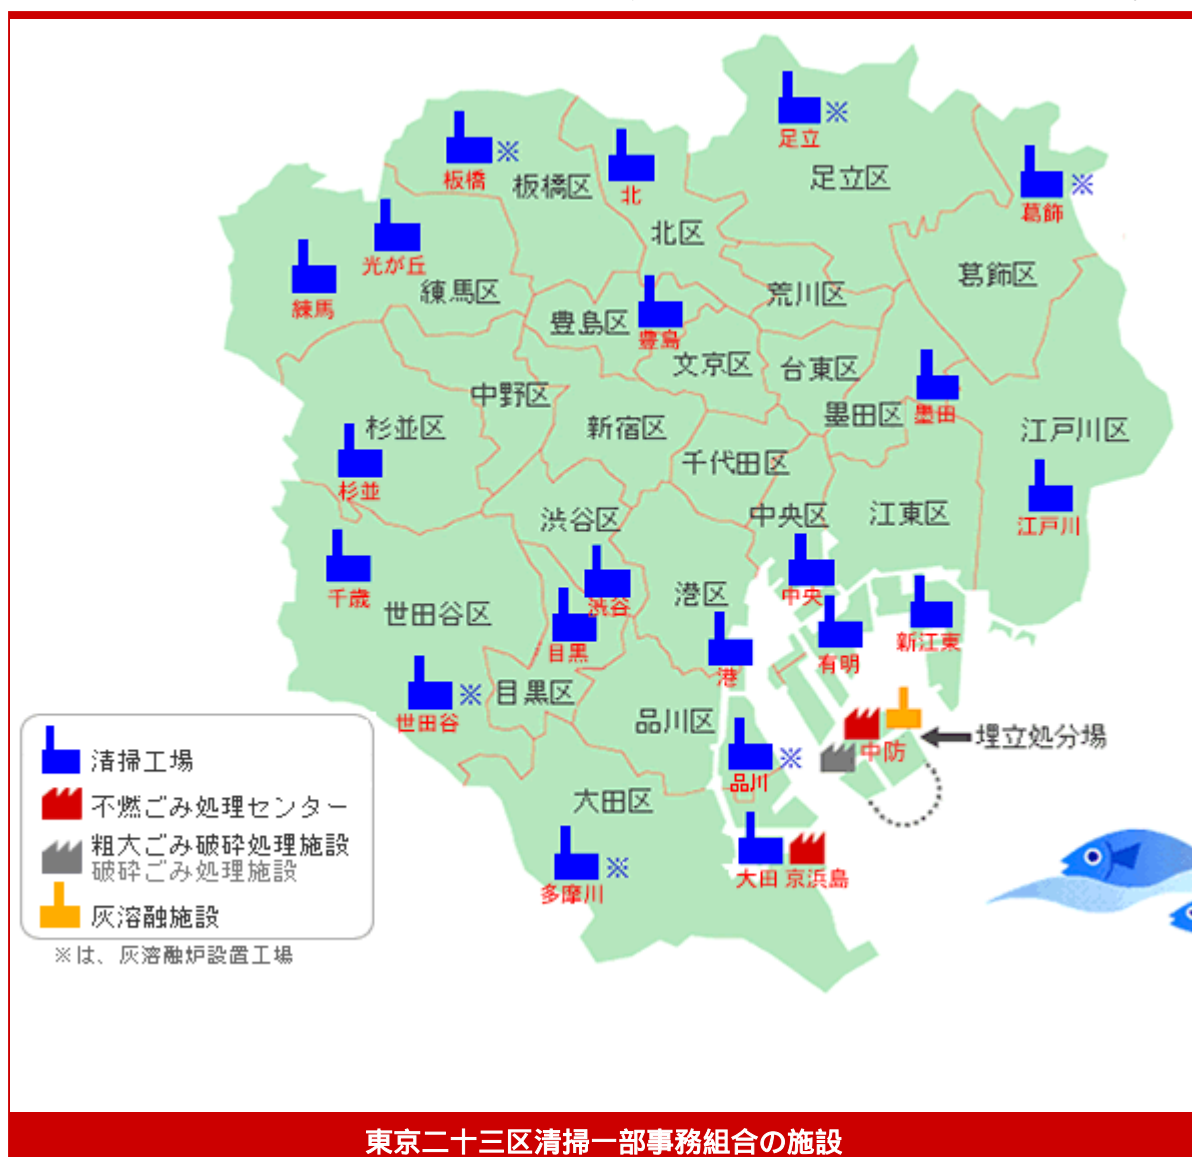 足立
※
足立区
板橋
※
板橋区
北
北区
葛飾
※
葛飾区
光が丘
練馬
練馬区
豊島区
豊島
荒川区
文京区
台東区
中野区
墨田区
墨田
杉並区
杉並
新宿区
千代田区
江戸川区
江戸川
渋谷区
中央区
江東区
千歳
世田谷区
渋谷
目黒
港区
中央
有明
新江東
港
世田谷
※
目黒区
品川区
品川
※
中防
埋立処分場
大田区
多摩川
※
大田
京浜島
清掃工場
不燃ごみ処理センター
粗大ごみ破砕処理施設
破砕ごみ処理施設
灰溶融施設
※は、灰溶融炉設置工場
東京二十三区清掃一部事務組合の施設